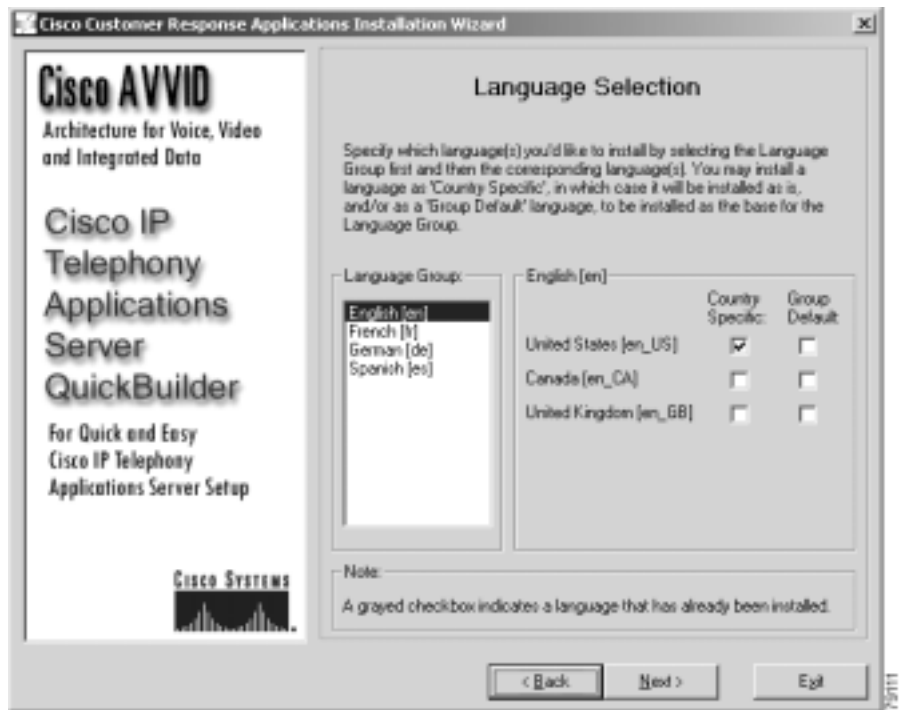 Cisco Customer Response Applications Installation Wizard
Cisco AVVID
Architecture for Voice, Video
and Integrated Data
Cisco IP
Telephony
Applications
Server
QuickBuilder
For Quick and Easy
Cisco IP Telephony
Applications Server Setup
CISCO SYSTEMS
Language Selection
Specify which language(s) you'd like to install by selecting the Language
Group first and then the corresponding language(s). You may install a
language as 'Country Specific', in which case it will be installed as is,
and/or as a 'Group Default' language, to be installed as the base for the
Language Group.
Language Group:
English [en]
French [fr]
German [de]
Spanish [es]
English [en]
Country
Specific:
Group
Default
United States [en_US]
Canada [en_CA]
United Kingdom [en_GB]
Note:
A grayed checkbox indicates a language that has already been installed.
< Back
Next >
Exit
79111